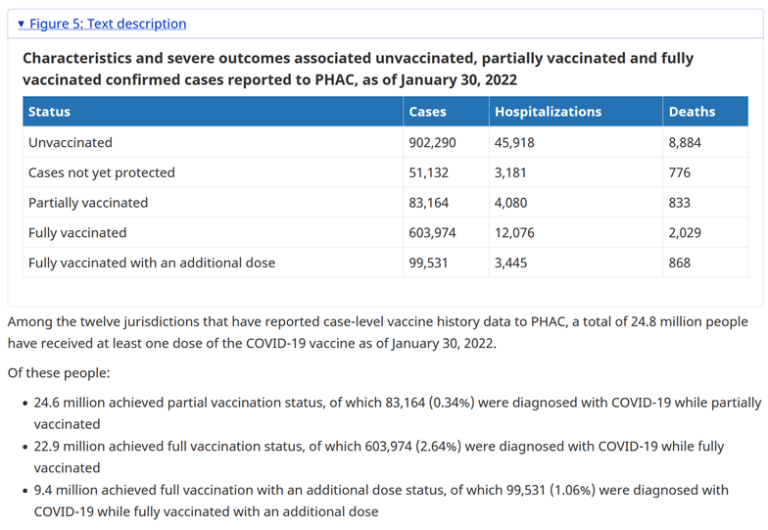 ▼ Figure 5: Text description
Characteristics and severe outcomes associated unvaccinated, partially vaccinated and fully
vaccinated confirmed cases reported to PHAC, as of January 30, 2022
Status Cases Hospitalizations Deaths
Unvaccinated 902,290 45,918 8,884
Cases not yet protected 51,132 3,181 776
Partially vaccinated 83,164 4,080 833
Fully vaccinated 603,974 12,076 2,029
Fully vaccinated with an additional dose 99,531 3,445 868
Among the twelve jurisdictions that have reported case-level vaccine history data to PHAC, a total of 24.8 million people
have received at least one dose of the COVID-19 vaccine as of January 30, 2022.
Of these people:
• 24.6 million achieved partial vaccination status, of which 83,164 (0.34%) were diagnosed with COVID-19 while partially
vaccinated
• 22.9 million achieved full vaccination status, of which 603,974 (2.64%) were diagnosed with COVID-19 while fully
vaccinated
• 9.4 million achieved full vaccination with an additional dose status, of which 99,531 (1.06%) were diagnosed with
COVID-19 while fully vaccinated with an additional dose